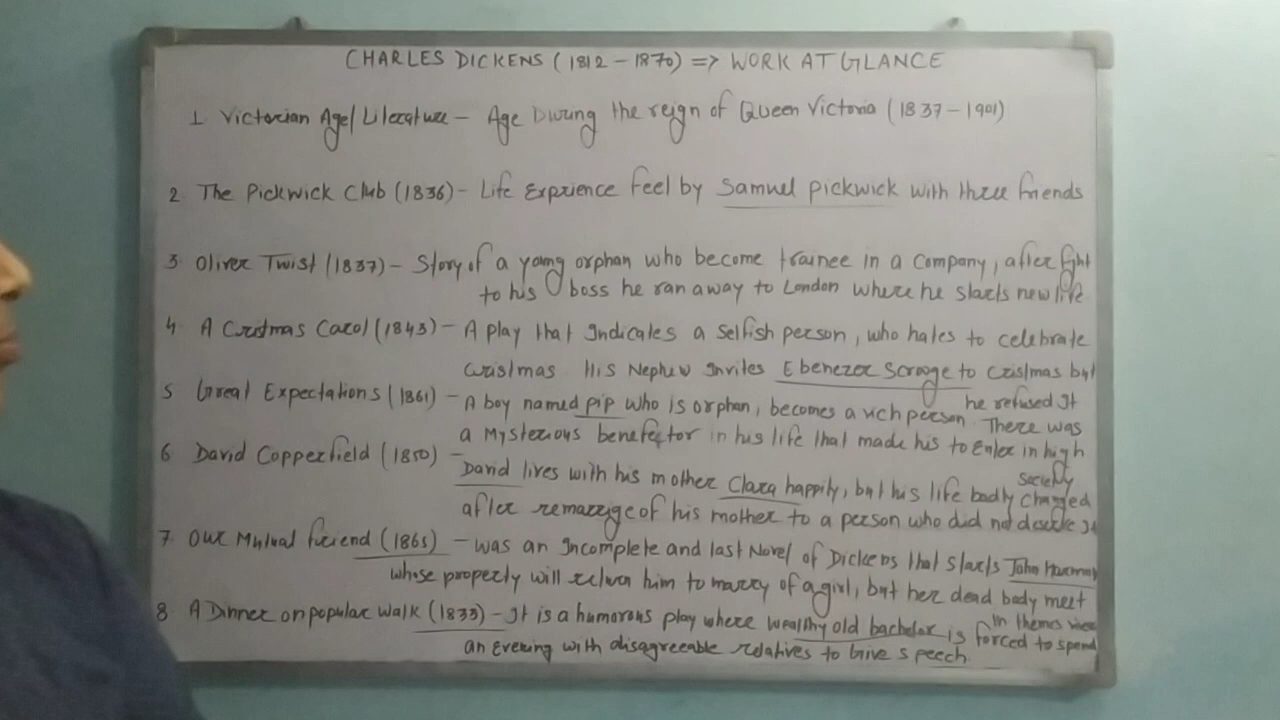 CHARLES DICKENS (1812 - 1870) => WORK AT GLANCE
1. Victorian Age/ Literature - Age During the reign of Queen Victoria (1837-1901)
2 The Pickwick Club (1836) - Life Exprience feel by Samuel pickwick with three friends
3. Oliver Twist (1837) - Story of a young orphan who become trainee in a company, after fght
to his boss he ran away to London where he starts new life
4. A Cristmas Carol (1843) - A play that Indicates a selfish person, who hates to celebrate
Cristmas His Nephew Invites Ebenezer Scrooge to Cristmas but
he refused It
5 Great Expectations (1861) - A boy named pip who is orphan, becomes a rich person. There was
a Mysterious benefector in his life that made his to Enter in high
society
6. David Copperfield (1850) - David lives with his mother Clara happily, but his life badly changed
after remarrige of his mother to a person who did not
7. Our Mutual friend (1865) - was an Incomplete and last Novel of Dickens that starts John Harmon
whose property will return him to marry of a girl, but her dead body meet
in themes
8 A Dinner on popular walk (1833) - It is a humorous play where wealthy old bachelor is forced to spend
an Evening with disagreeable relatives to Give speech.